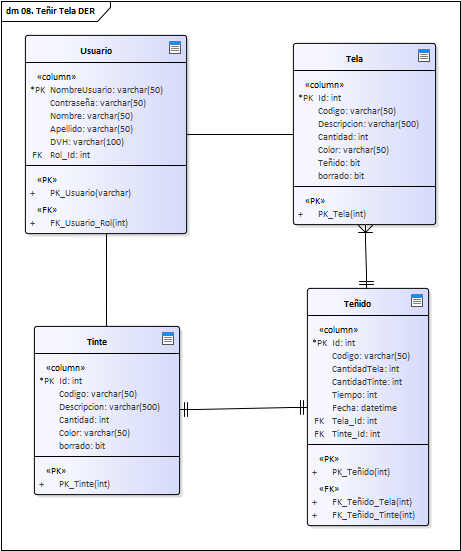 dm 08. Teñir Tela DER
Usuario
«column»
*PK NombreUsuario: varchar(50)
Contraseña: varchar(50)
Nombre: varchar(50)
Apellido: varchar(50)
DVH: varchar(100)
FK Rol_Id: int
«PK»
+ PK_Usuario(varchar)
«FK»
+ FK_Usuario_Rol(int)
Tela
«column»
*PK Id: int
Codigo: varchar(50)
Descripcion: varchar(500)
Cantidad: int
Color: varchar(50)
Teñido: bit
borrado: bit
«PK»
+ PK_Tela(int)
Tinte
«column»
*PK Id: int
Codigo: varchar(50)
Descripcion: varchar(500)
Cantidad: int
Color: varchar(50)
borrado: bit
«PK»
+ PK_Tinte(int)
Teñido
«column»
*PK Id: int
Codigo: varchar(50)
CantidadTela: int
CantidadTinte: int
Tiempo: int
Fecha: datetime
FK Tela_Id: int
FK Tinte_Id: int
«PK»
+ PK_Teñido(int)
«FK»
+ FK_Teñido_Tela(int)
+ FK_Teñido_Tinte(int)